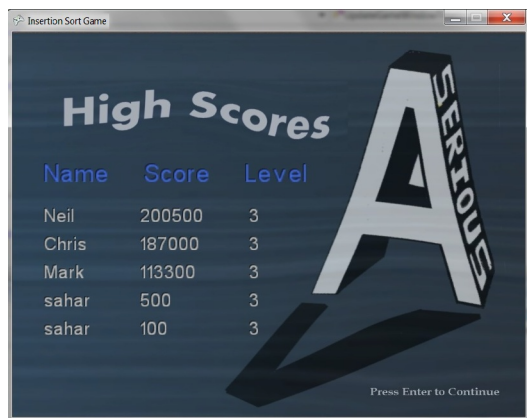 Insertion Sort Game
High Scores
Name Score Level
Neil 200500 3
Chris 187000 3
Mark 113300 3
sahar 500 3
sahar 100 3
A
SERIOUS
Press Enter to Continue